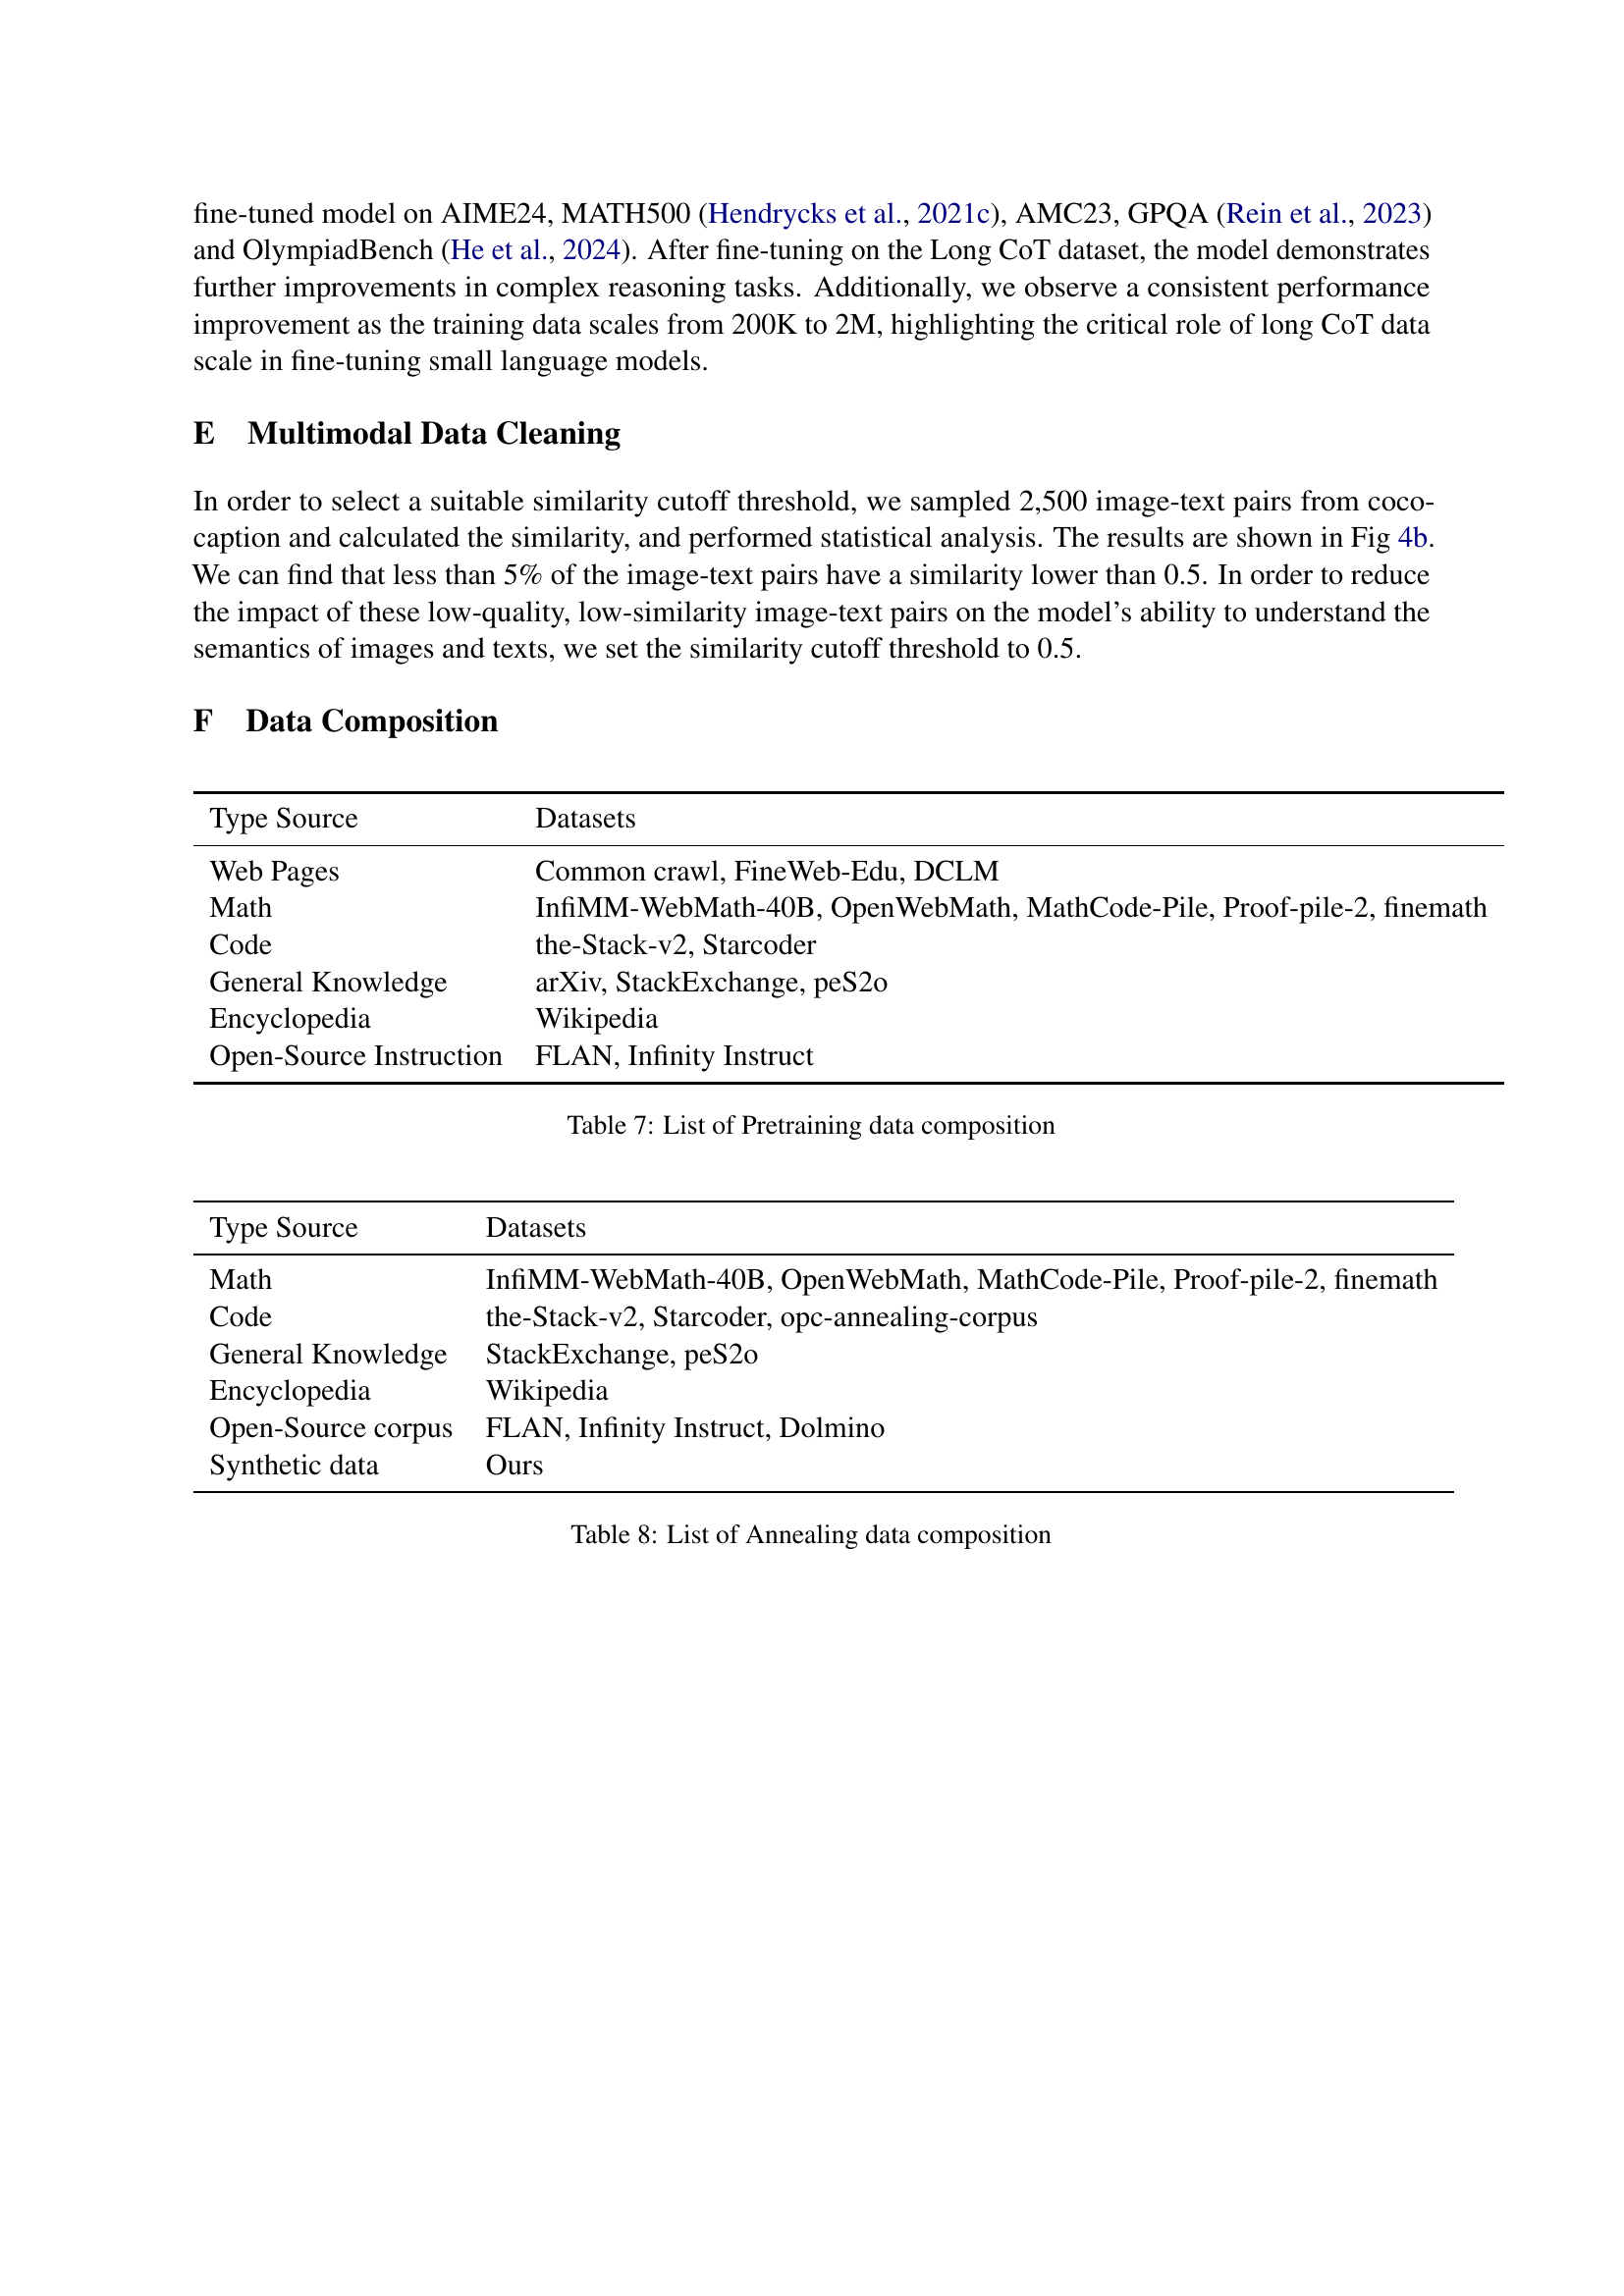 fine-tuned model on AIME24, MATH500 (Hendrycks et al., 2021c), AMC23, GPQA (Rein et al., 2023)
and OlympiadBench (He et al., 2024). After fine-tuning on the Long CoT dataset, the model demonstrates
further improvements in complex reasoning tasks. Additionally, we observe a consistent performance
improvement as the training data scales from 200K to 2M, highlighting the critical role of long CoT data
scale in fine-tuning small language models.
E Multimodal Data Cleaning
In order to select a suitable similarity cutoff threshold, we sampled 2,500 image-text pairs from coco-
caption and calculated the similarity, and performed statistical analysis. The results are shown in Fig 4b.
We can find that less than 5% of the image-text pairs have a similarity lower than 0.5. In order to reduce
the impact of these low-quality, low-similarity image-text pairs on the model's ability to understand the
semantics of images and texts, we set the similarity cutoff threshold to 0.5.
F Data Composition
Type Source Datasets
Web Pages Common crawl, FineWeb-Edu, DCLM
Math InfiMM-WebMath-40B, OpenWebMath, MathCode-Pile, Proof-pile-2, finemath
Code the-Stack-v2, Starcoder
General Knowledge arXiv, StackExchange, peS2o
Encyclopedia Wikipedia
Open-Source Instruction FLAN, Infinity Instruct
Table 7: List of Pretraining data composition
Type Source Datasets
Math InfiMM-WebMath-40B, OpenWebMath, MathCode-Pile, Proof-pile-2, finemath
Code the-Stack-v2, Starcoder, opc-annealing-corpus
General Knowledge StackExchange, peS2o
Encyclopedia Wikipedia
Open-Source corpus FLAN, Infinity Instruct, Dolmino
Synthetic data Ours
Table 8: List of Annealing data composition